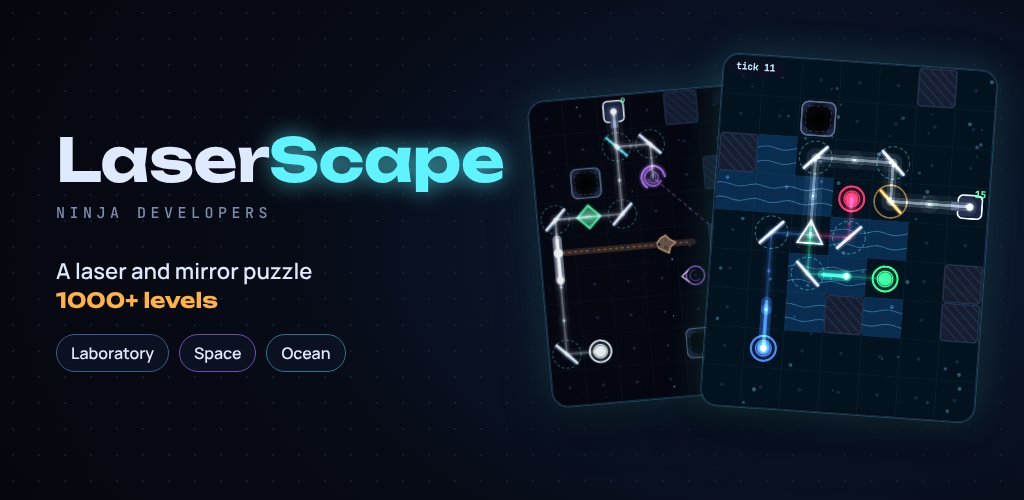 LaserScape
NINJA DEVELOPERS
A laser and mirror puzzle
1000+ levels
Laboratory Space Ocean
tick 11
15